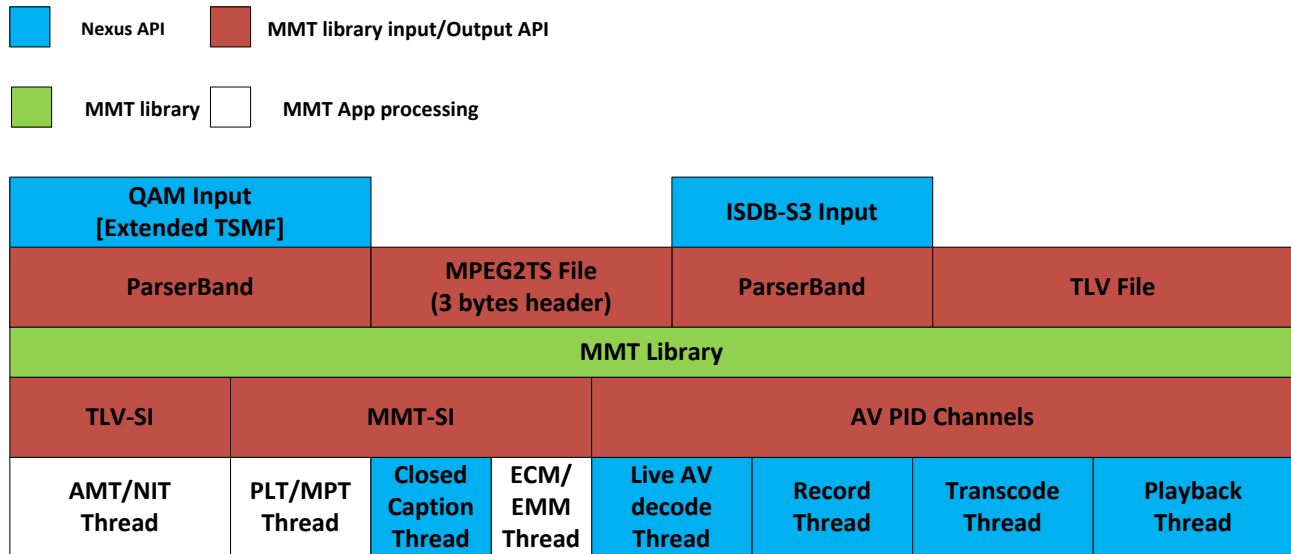 Nexus API
MMT library input/Output API
MMT library
MMT App processing
QAM Input
[Extended TSMF]
ISDB-S3 Input
ParserBand
MPEG2TS File
(3 bytes header)
ParserBand
TLV File
MMT Library
TLV-SI
MMT-SI
AV PID Channels
AMT/NIT
Thread
PLT/MPT
Thread
Closed
Caption
Thread
ECM/
EMM
Thread
Live AV
decode
Thread
Record
Thread
Transcode
Thread
Playback
Thread